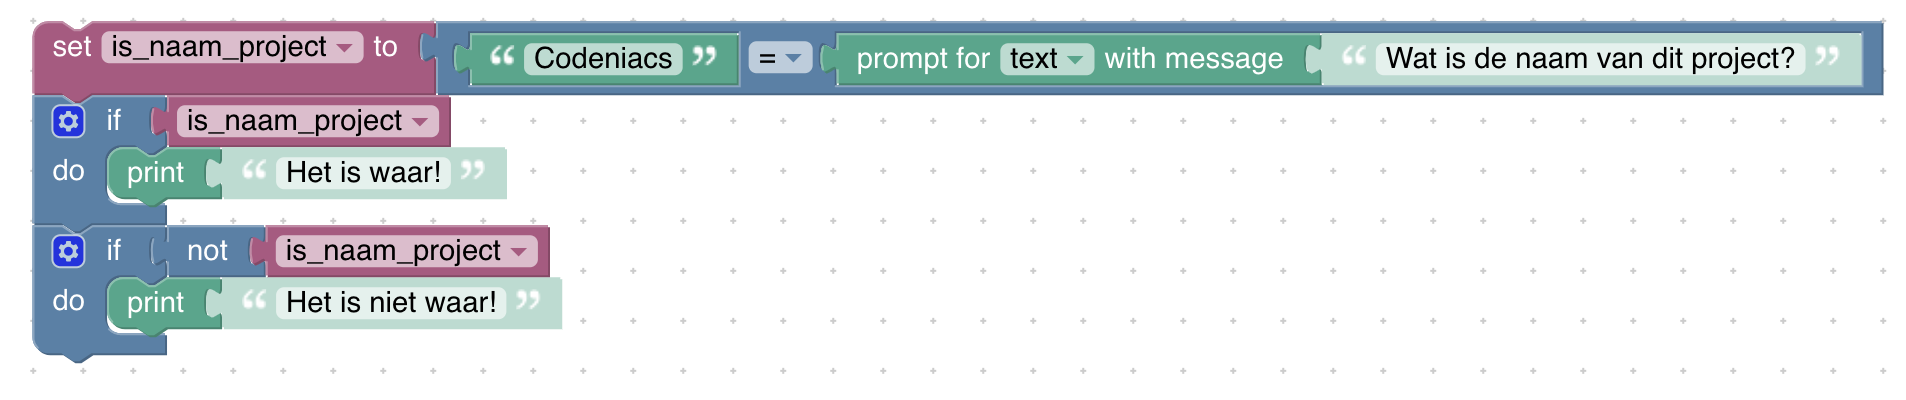 set is_naam_project to “ Codeniacs ” = prompt for text with message “ Wat is de naam van dit project? ”
if is_naam_project
do print “ Het is waar! ”
if not is_naam_project
do print “ Het is niet waar! ”